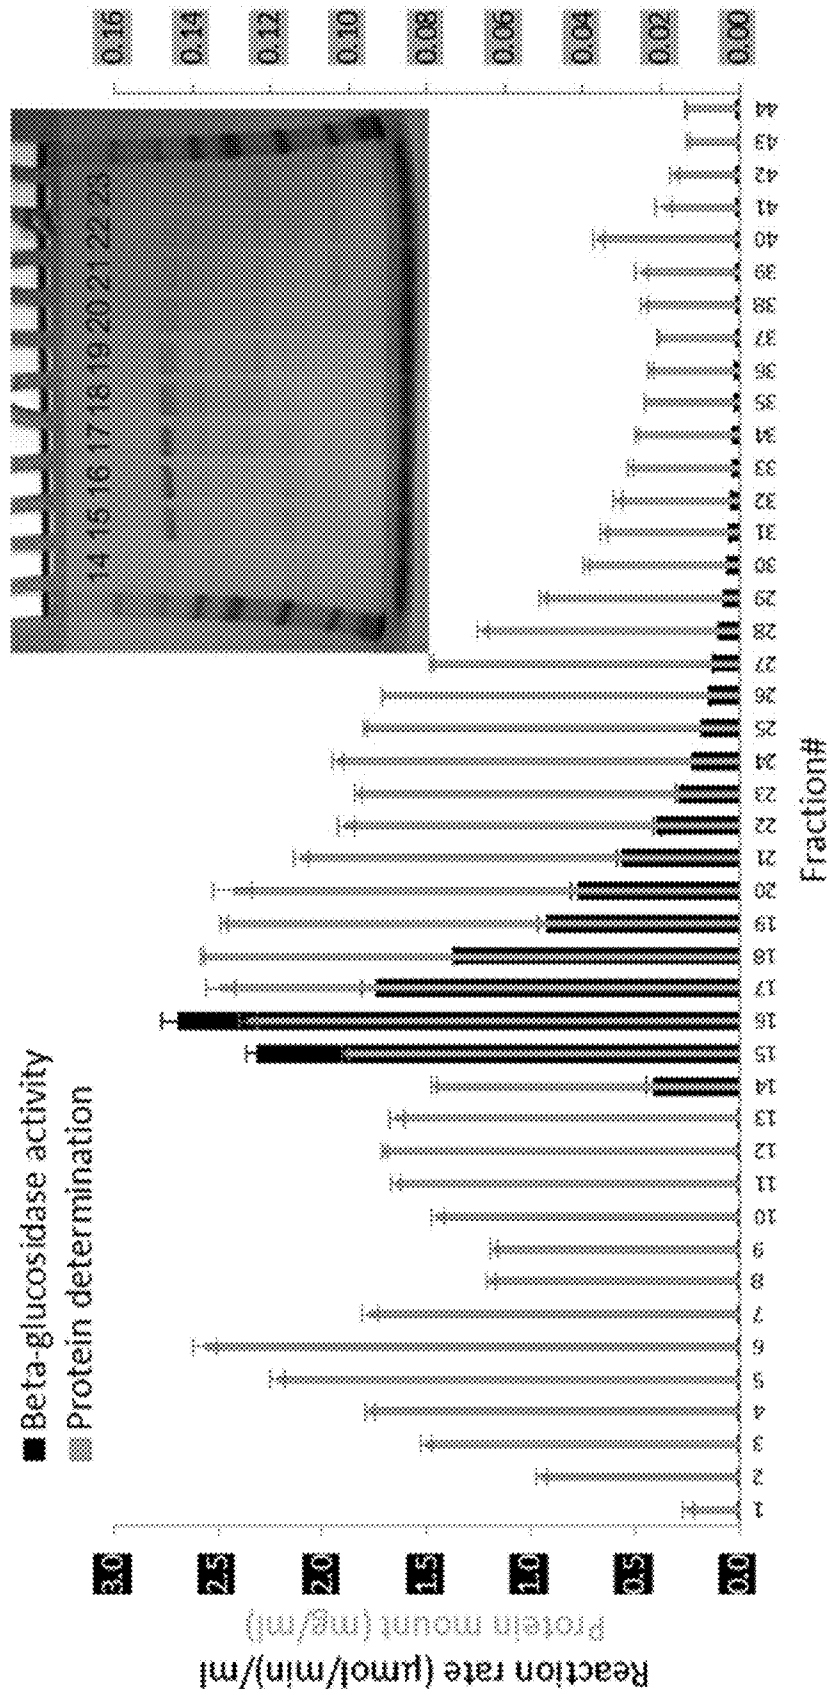 Beta-glucosidase activity
Protein determination
Reaction rate (µmol/min)/ml
Protein mount (mg/ml)
3.0
2.5
2.0
1.5
1.0
0.5
0.0
0.16
0.14
0.12
0.10
0.08
0.06
0.04
0.02
0.00
14 15 16 17 18 19 20 21 22 23
1 2 3 4 5 6 7 8 9 10 11 12 13 14 15 16 17 18 19 20 21 22 23 24 25 26 27 28 29 30 31 32 33 34 35 36 37 38 39 40 41 42 43 44
Fraction#